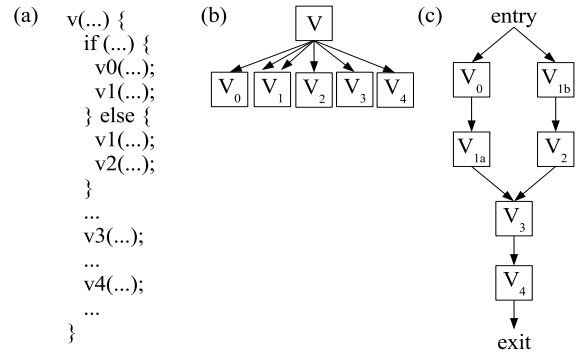 (a)
v(...) {
if (...) {
v0(...);
v1(...);
} else {
v1(...);
v2(...);
}
...
v3(...);
...
v4(...);
...
}
(b)
V
V0 V1 V2 V3 V4
(c)
entry
V0 V1b
V1a V2
V3
V4
exit